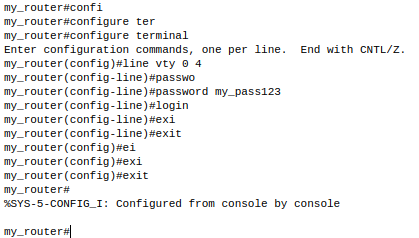 my_router#confi
my_router#configure ter
my_router#configure terminal
Enter configuration commands, one per line.  End with CNTL/Z.
my_router(config)#line vty 0 4
my_router(config-line)#passwo
my_router(config-line)#password my_pass123
my_router(config-line)#login
my_router(config-line)#exi
my_router(config-line)#exit
my_router(config)#ei
my_router(config)#exi
my_router(config)#exit
my_router#
%SYS-5-CONFIG_I: Configured from console by console
my_router#